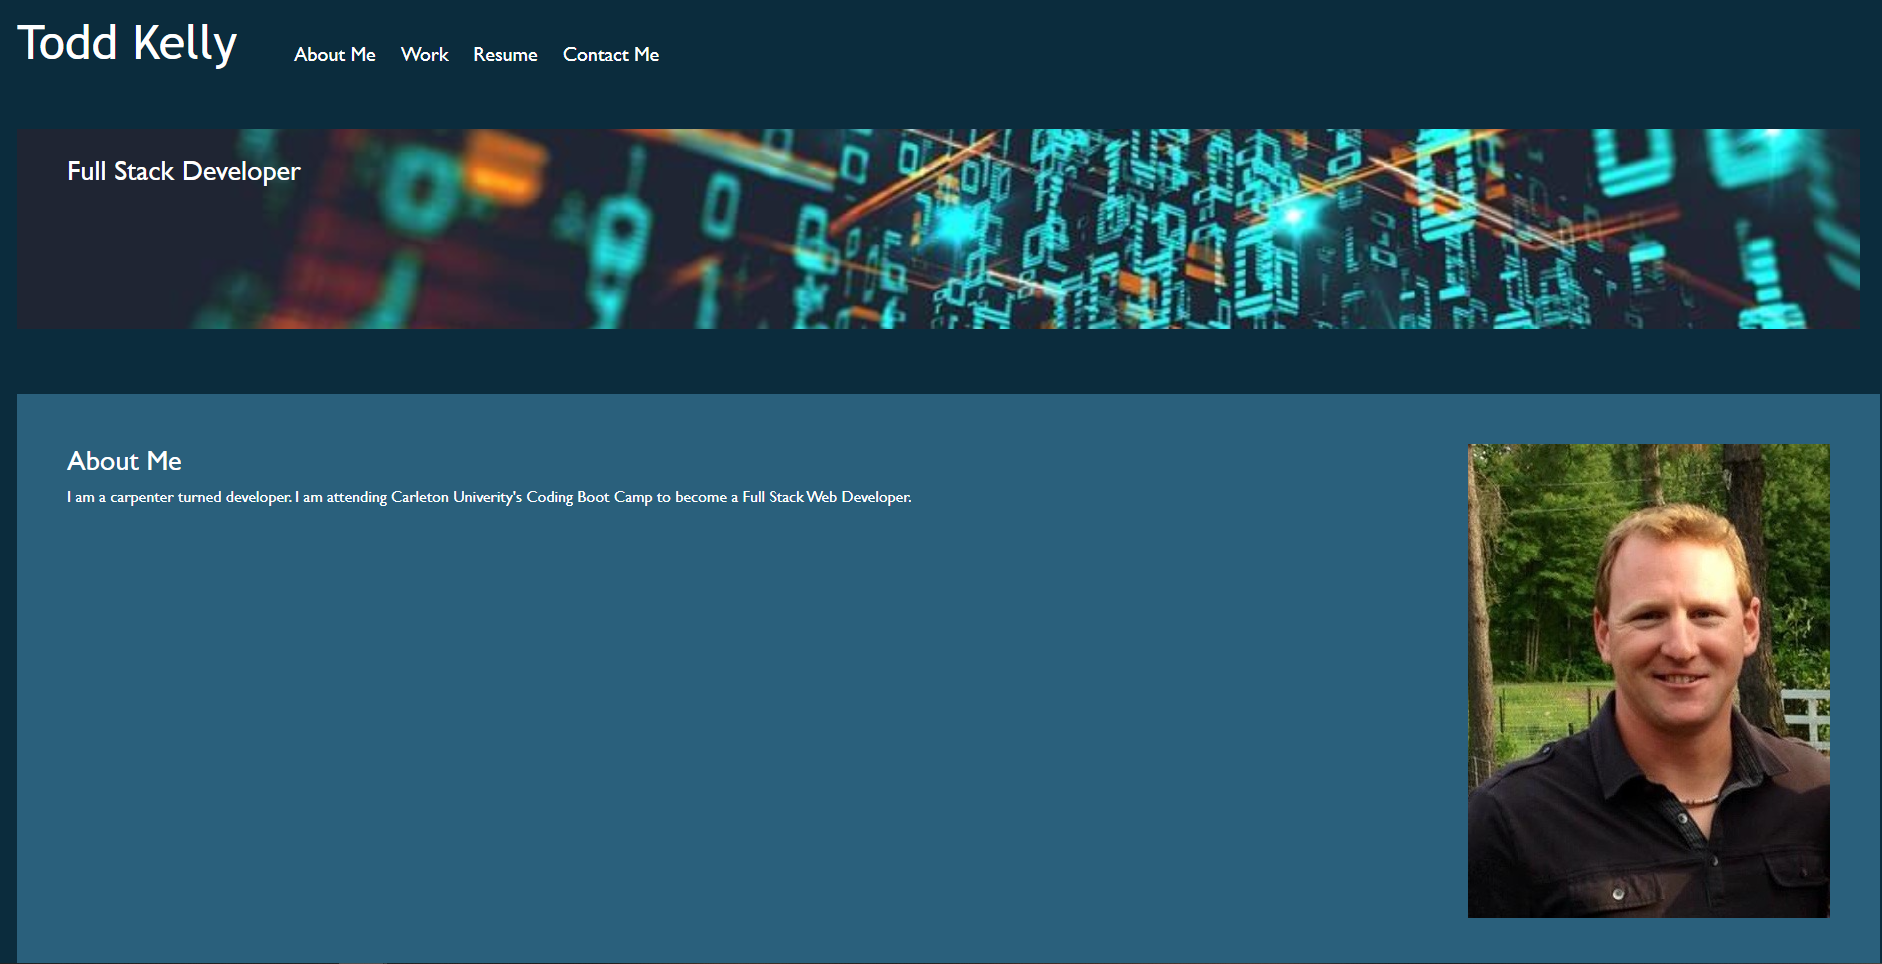 Todd Kelly
About Me Work Resume Contact Me
Full Stack Developer
About Me
I am a carpenter turned developer. I am attending Carleton Univerity's Coding Boot Camp to become a Full Stack Web Developer.